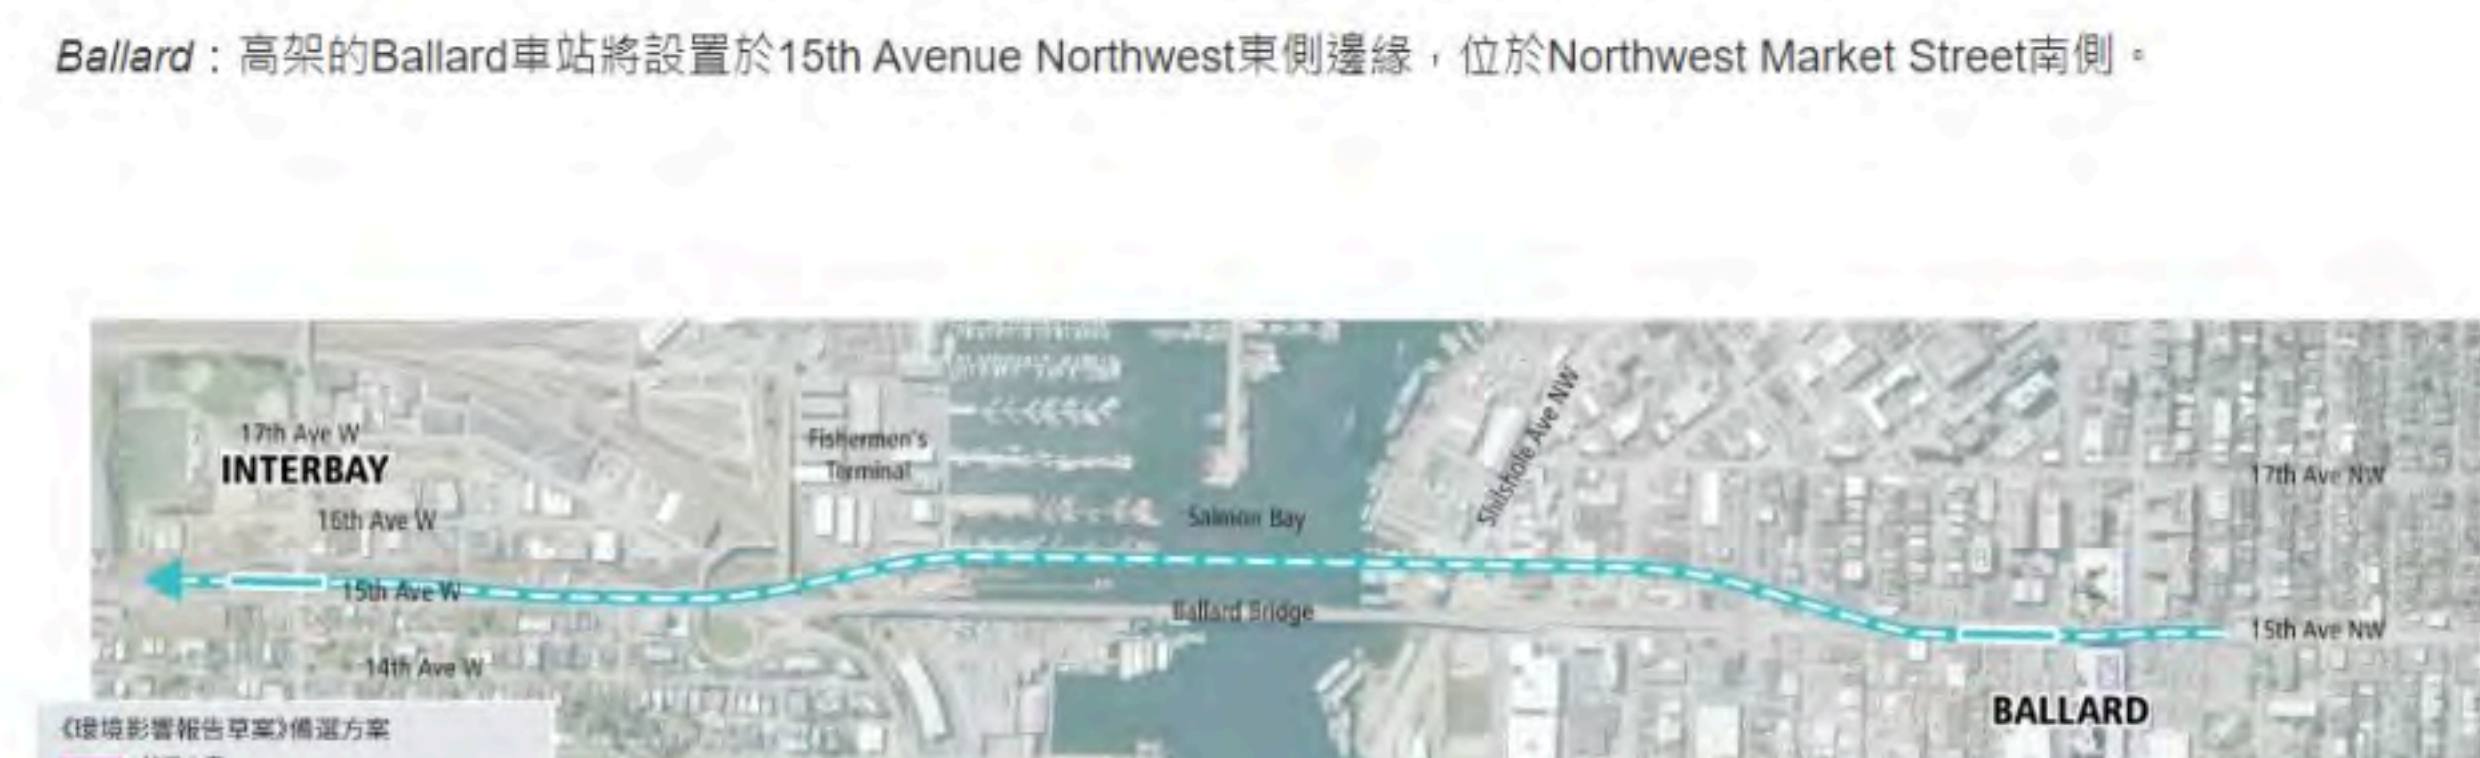 Ballard：高架的Ballard車站將設置於15th Avenue Northwest東側邊緣，位於Northwest Market Street南側。
17th Ave W
INTERBAY
16th Ave W
15th Ave W
14th Ave W
Fishermen's
Terminal
Salmon Bay
Ballard Bridge
Shilshole Ave NW
17th Ave NW
15th Ave NW
BALLARD
《環境影響報告草案》備選方案